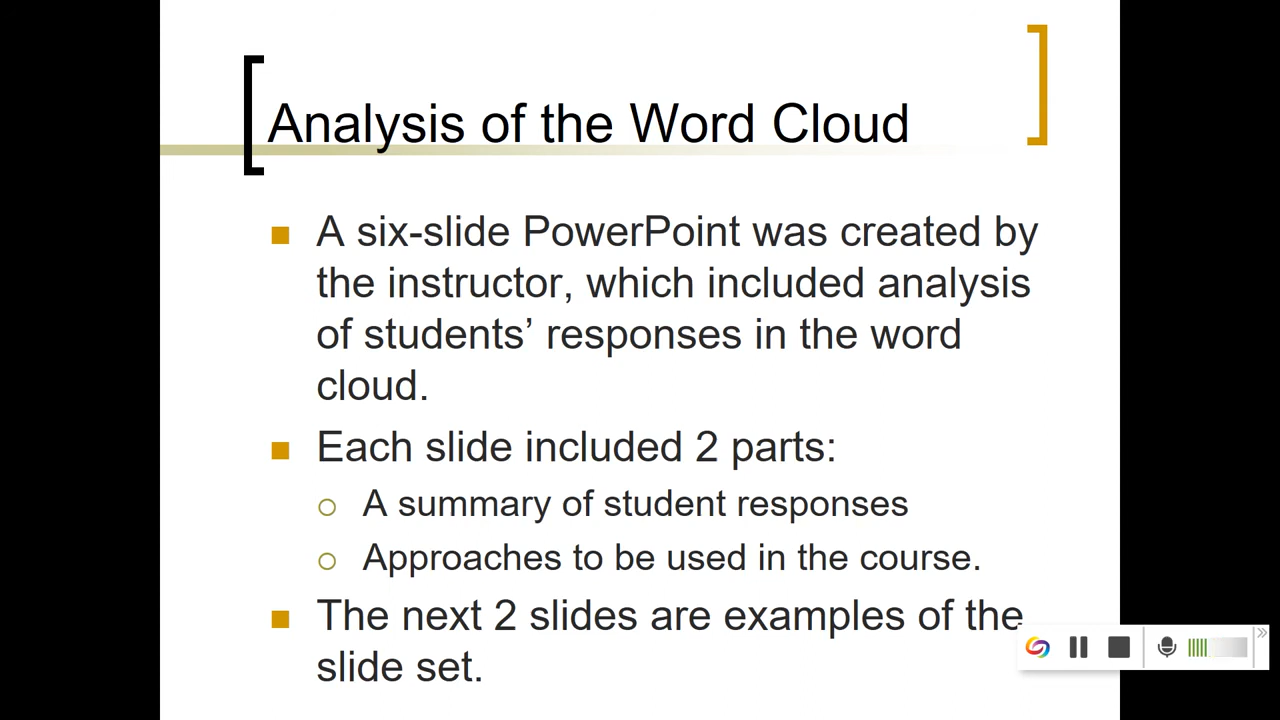 Analysis of the Word Cloud
A six-slide PowerPoint was created by
the instructor, which included analysis
of students’ responses in the word
cloud.
Each slide included 2 parts:
A summary of student responses
Approaches to be used in the course.
The next 2 slides are examples of the
slide set.